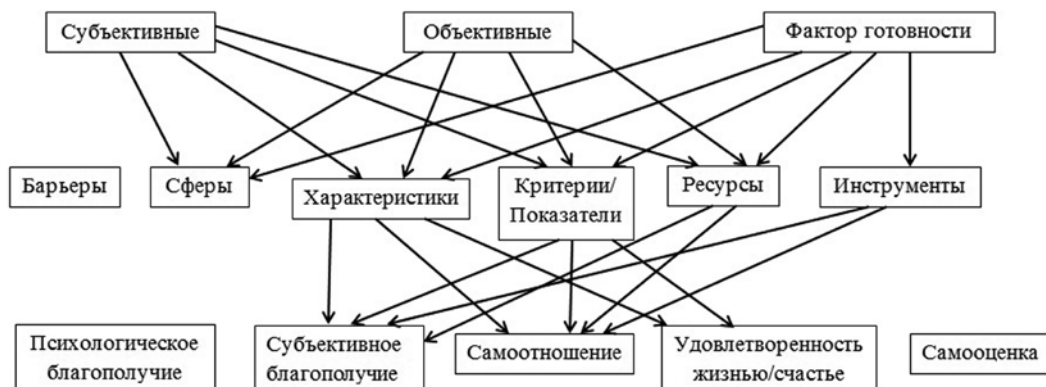 Субъективные
Объективные
Фактор готовности
Барьеры
Сферы
Характеристики
Критерии/
Показатели
Ресурсы
Инструменты
Психологическое
благополучие
Субъективное
благополучие
Самоотношение
Удовлетворенность
жизнью/счастье
Самооценка